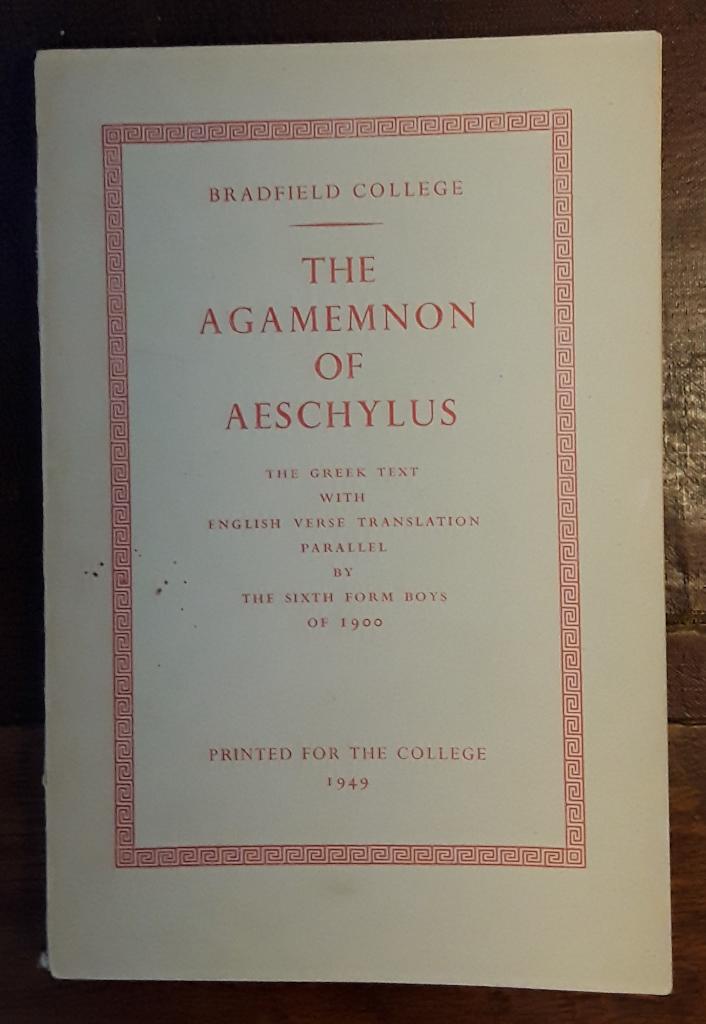 BRADFIELD COLLEGE
THE
AGAMEMNON
OF
AESCHYLUS
THE GREEK TEXT
WITH
ENGLISH VERSE TRANSLATION
PARALLEL
BY
THE SIXTH FORM BOYS
OF 1900
PRINTED FOR THE COLLEGE
1949